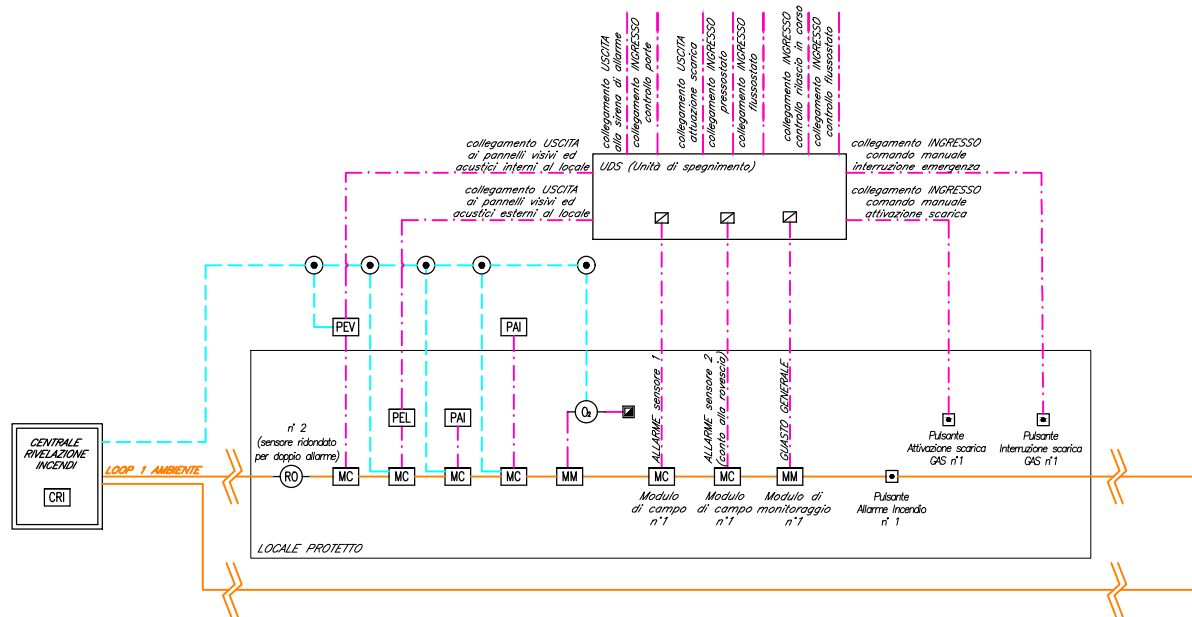 collegamento USCITA
alla sirena di allarme
collegamento INGRESSO
controllo porte
collegamento USCITA
attuazione scarica
collegamento INGRESSO
pressostato
collegamento INGRESSO
flussostato
collegamento INGRESSO
controllo rilascio in corso
collegamento INGRESSO
controllo flussostato
collegamento USCITA
ai pannelli visivi ed
acustici interni al locale
UDS (Unità di spegnimento)
collegamento INGRESSO
comando manuale
interruzione emergenza
collegamento USCITA
ai pannelli visivi ed
acustici esterni al locale
collegamento INGRESSO
comando manuale
attivazione scarica
PEV
PAI
ALLARME sensore 1
ALLARME sensore 2
(conto alla rovescia)
GUASTO GENERALE
PEL
PAI
O₂
n° 2
(sensore ridondato
per doppio allarme)
Pulsante
Attivazione scarica
GAS n°1
Pulsante
Interruzione scarica
GAS n°1
CENTRALE
RIVELAZIONE
INCENDI
CRI
LOOP 1 AMBIENTE
RO
MC
MC
MC
MC
MM
MC
MC
MM
Modulo
di campo
n°1
Modulo
di campo
n°1
Modulo di
monitoraggio
n°1
Pulsante
Allarme Incendio
n° 1
LOCALE PROTETTO